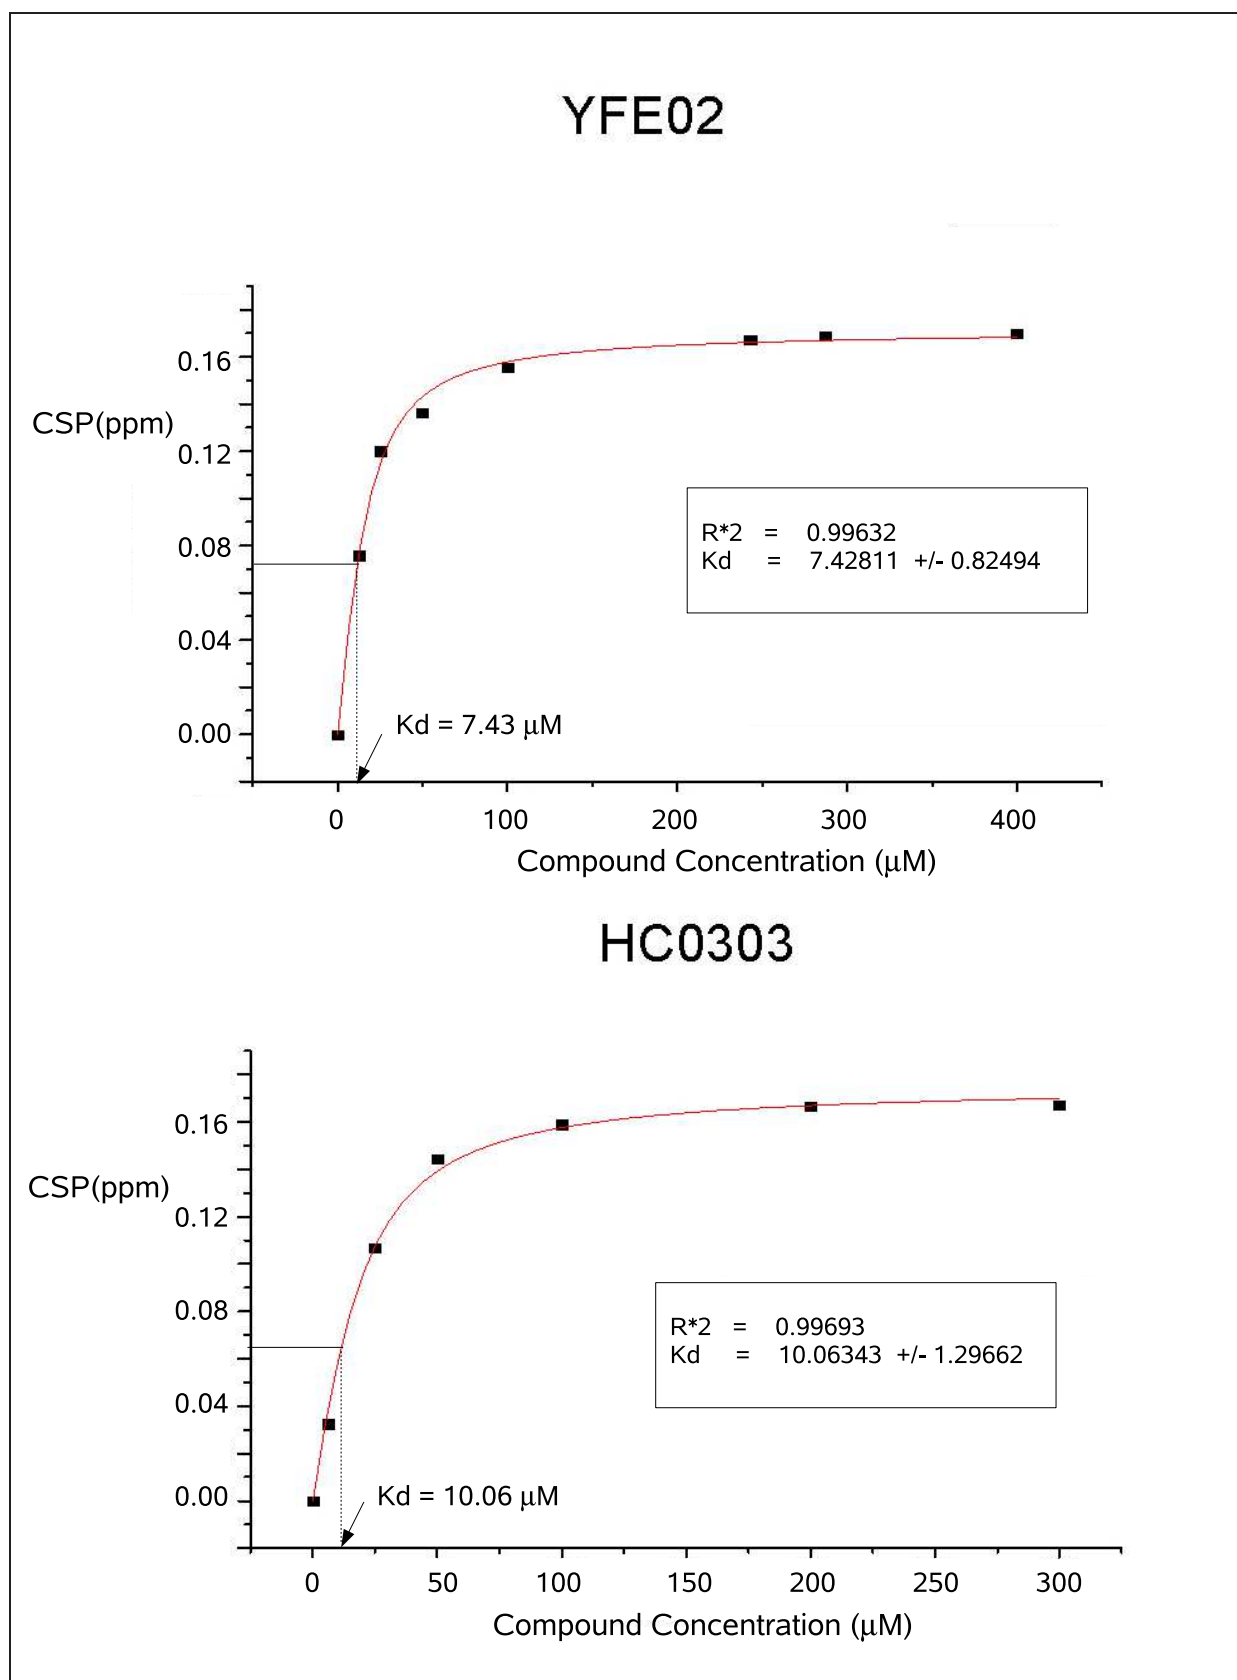 YFE02
0.16
CSP(ppm)
0.12
0.08
0.04
0.00
R*2 = 0.99632
Kd = 7.42811 +/- 0.82494
Kd = 7.43 μM
0 100 200 300 400
Compound Concentration (μM)
HC0303
0.16
CSP(ppm)
0.12
0.08
0.04
0.00
R*2 = 0.99693
Kd = 10.06343 +/- 1.29662
Kd = 10.06 μM
0 50 100 150 200 250 300
Compound Concentration (μM)